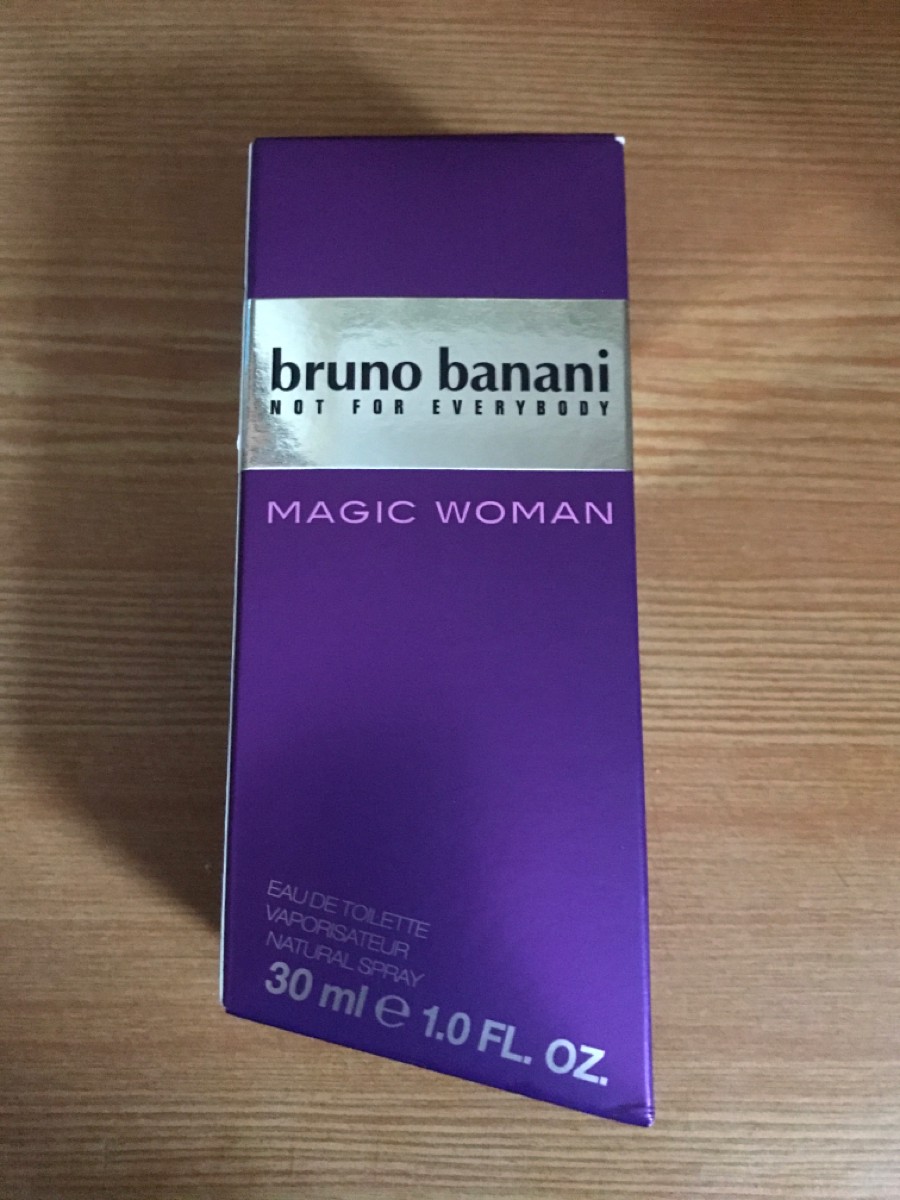 bruno banani
NOT FOR EVERYBODY
MAGIC WOMAN
EAU DE TOILETTE
VAPORISATEUR
NATURAL SPRAY
30 ml ℮ 1.0 FL. OZ.